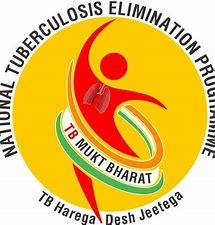 NATIONAL TUBERCULOSIS ELIMINATION PROGRAMME
TB MUKT BHARAT
TB Harega Desh Jeetega